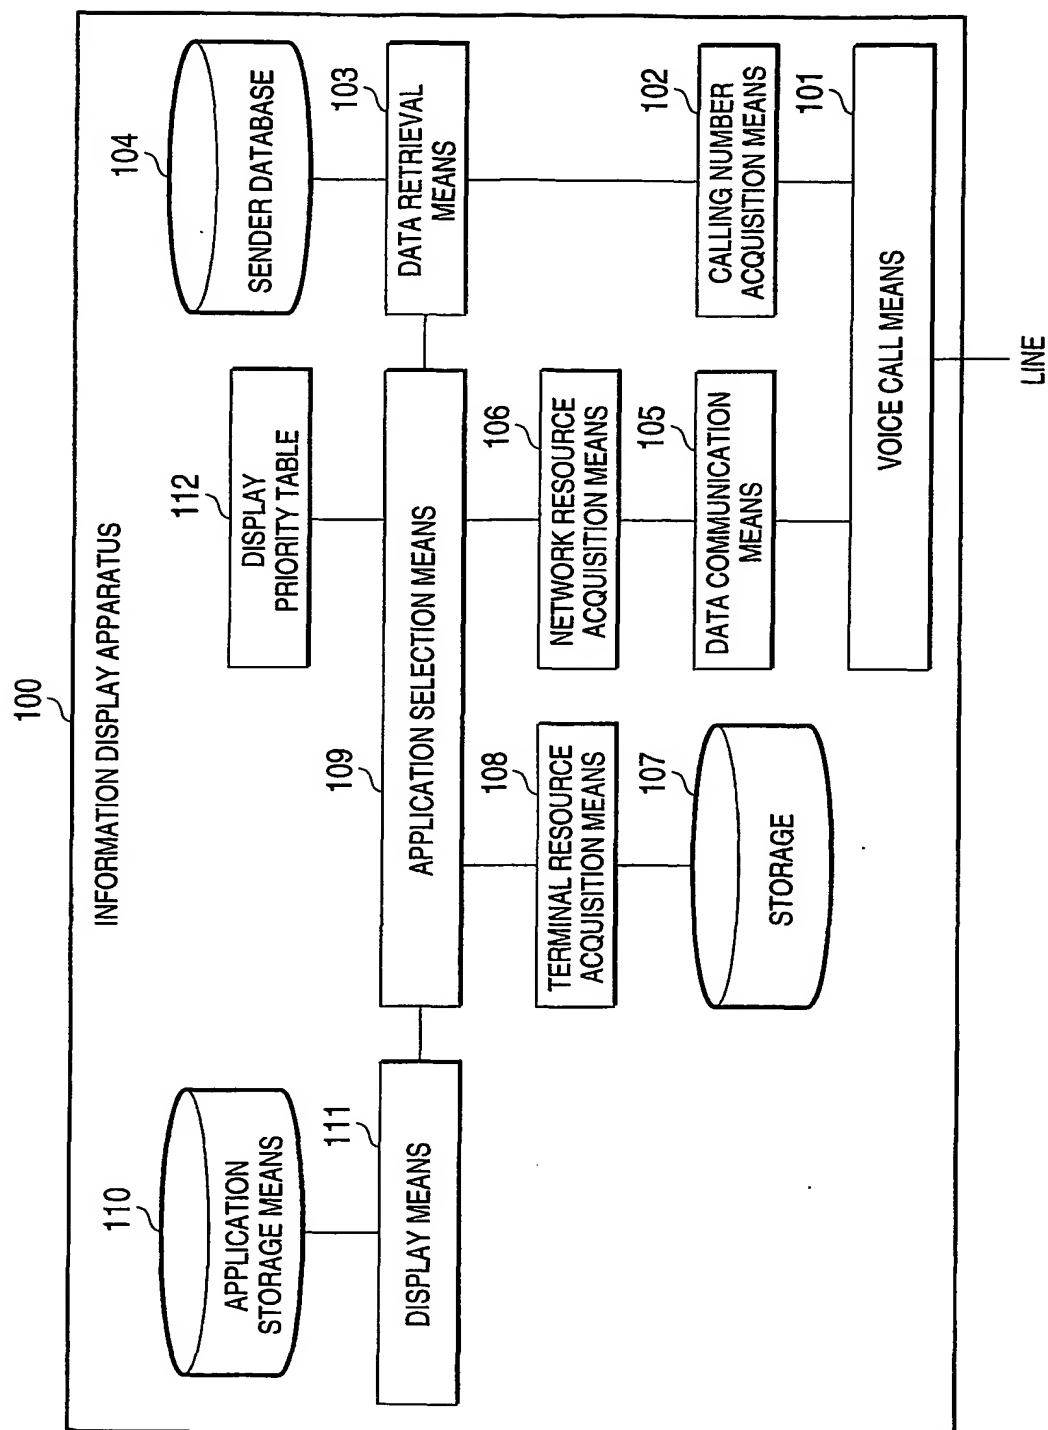 100
INFORMATION DISPLAY APPARATUS
110
APPLICATION
STORAGE MEANS
111
DISPLAY MEANS
112
DISPLAY
PRIORITY TABLE
104
SENDER DATABASE
109
APPLICATION SELECTION MEANS
103
DATA RETRIEVAL
MEANS
108
TERMINAL RESOURCE
ACQUISITION MEANS
106
NETWORK RESOURCE
ACQUISITION MEANS
107
STORAGE
105
DATA COMMUNICATION
MEANS
102
CALLING NUMBER
ACQUISITION MEANS
101
VOICE CALL MEANS
LINE